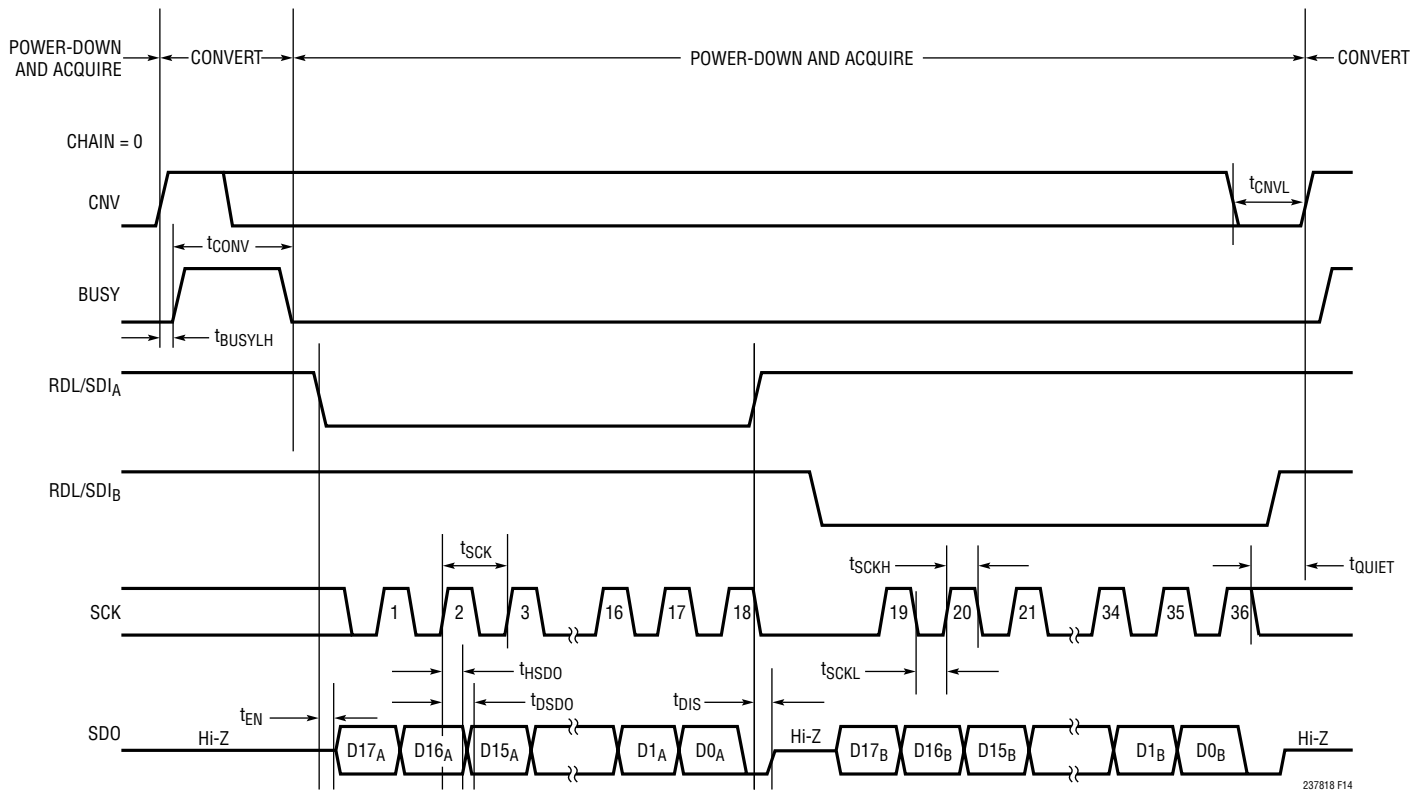 POWER-DOWN
AND ACQUIRE
CONVERT
POWER-DOWN AND ACQUIRE
CONVERT
CHAIN = 0
CNV
tCNVL
tCONV
BUSY
tBUSYLH
RDL/SDIA
RDL/SDIB
tSCK
tSCKH
tQUIET
SCK
1
2
3
16
17
18
19
20
21
34
35
36
tHSDO
tSCKL
tDSDO
tDIS
tEN
SDO
Hi-Z
D17A
D16A
D15A
D1A
D0A
Hi-Z
D17B
D16B
D15B
D1B
D0B
Hi-Z
237818 F14